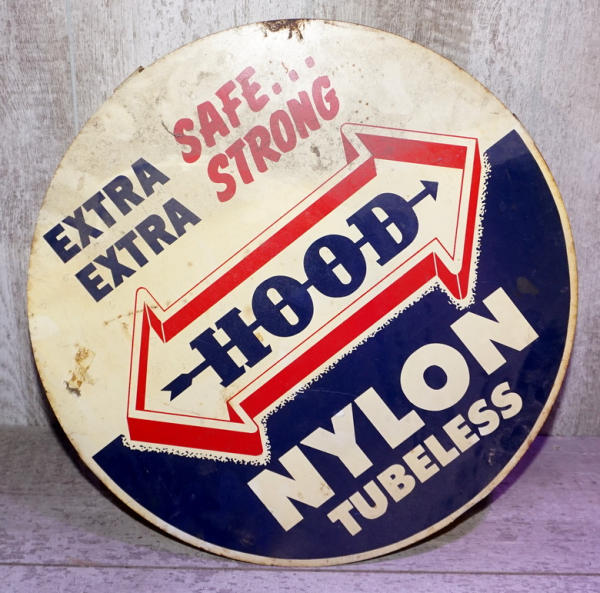 EXTRA SAFE...
EXTRA STRONG
HOOD
NYLON
TUBELESS